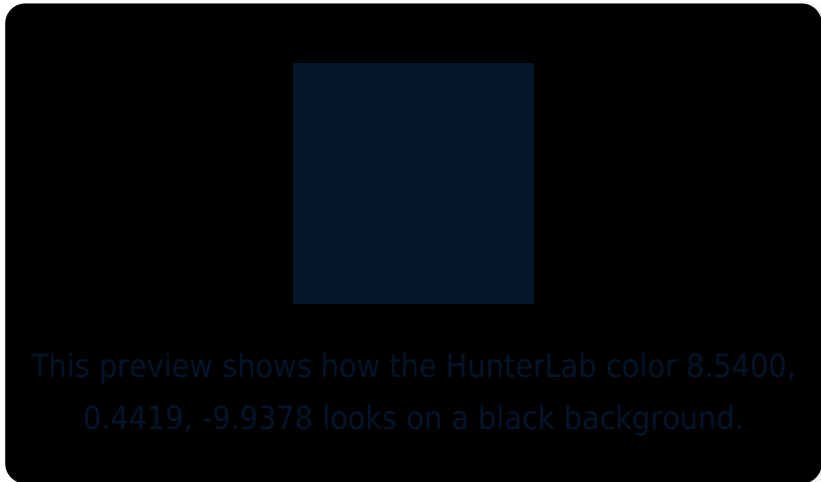 This preview shows how the HunterLab color 8.5400,
0.4419, -9.9378 looks on a black background.